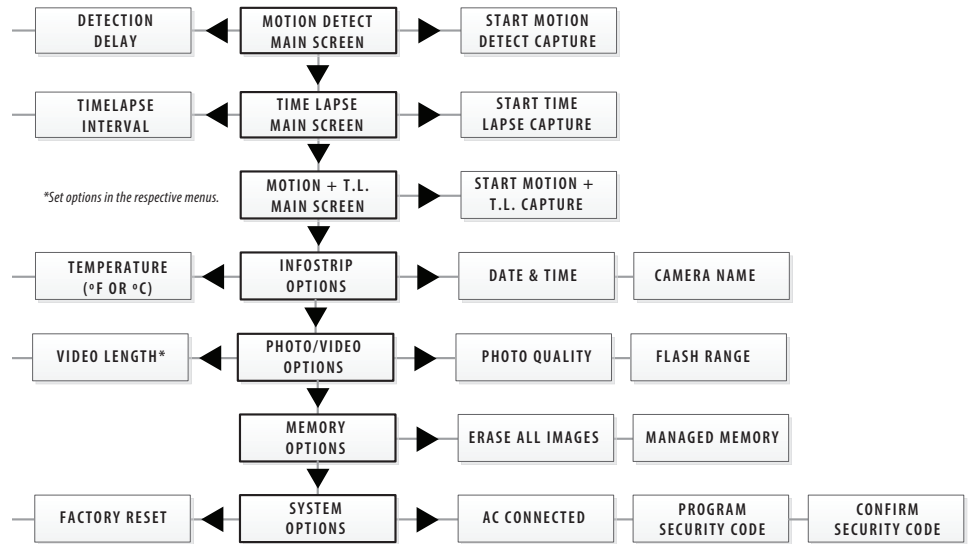 DETECTION
DELAY
MOTION DETECT
MAIN SCREEN
START MOTION
DETECT CAPTURE
TIMELAPSE
INTERVAL
TIME LAPSE
MAIN SCREEN
START TIME
LAPSE CAPTURE
*Set options in the respective menus.
MOTION + T.L.
MAIN SCREEN
START MOTION +
T.L. CAPTURE
TEMPERATURE
(ºF OR ºC)
INFOSTRIP
OPTIONS
DATE & TIME
CAMERA NAME
VIDEO LENGTH*
PHOTO/VIDEO
OPTIONS
PHOTO QUALITY
FLASH RANGE
MEMORY
OPTIONS
ERASE ALL IMAGES
MANAGED MEMORY
FACTORY RESET
SYSTEM
OPTIONS
AC CONNECTED
PROGRAM
SECURITY CODE
CONFIRM
SECURITY CODE